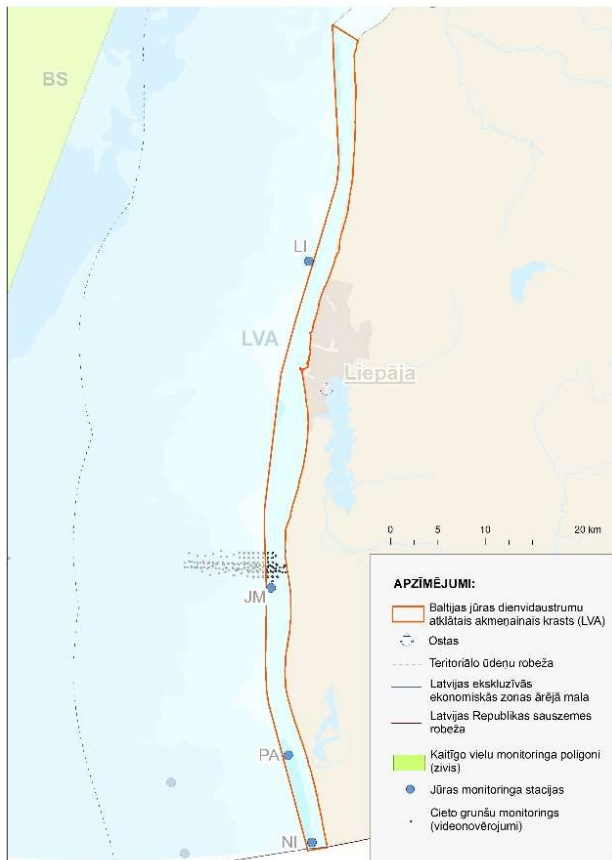 BS
LI
LVA
Liepāja
0 5 10 20 km
JM
PA
NI
APZĪMĒJUMI:
Baltijas jūras dienvidaustrumu
atklātais akmeņainais krasts (LVA)
Ostas
Teritoriālo ūdeņu robeža
Latvijas ekskluzīvās
ekonomiskās zonas ārējā mala
Latvijas Republikas sauszemes
robeža
Kaitīgo vielu monitoringa poligoni
(zivis)
Jūras monitoringa stacijas
Cieto grunšu monitorings
(videonovērojumi)